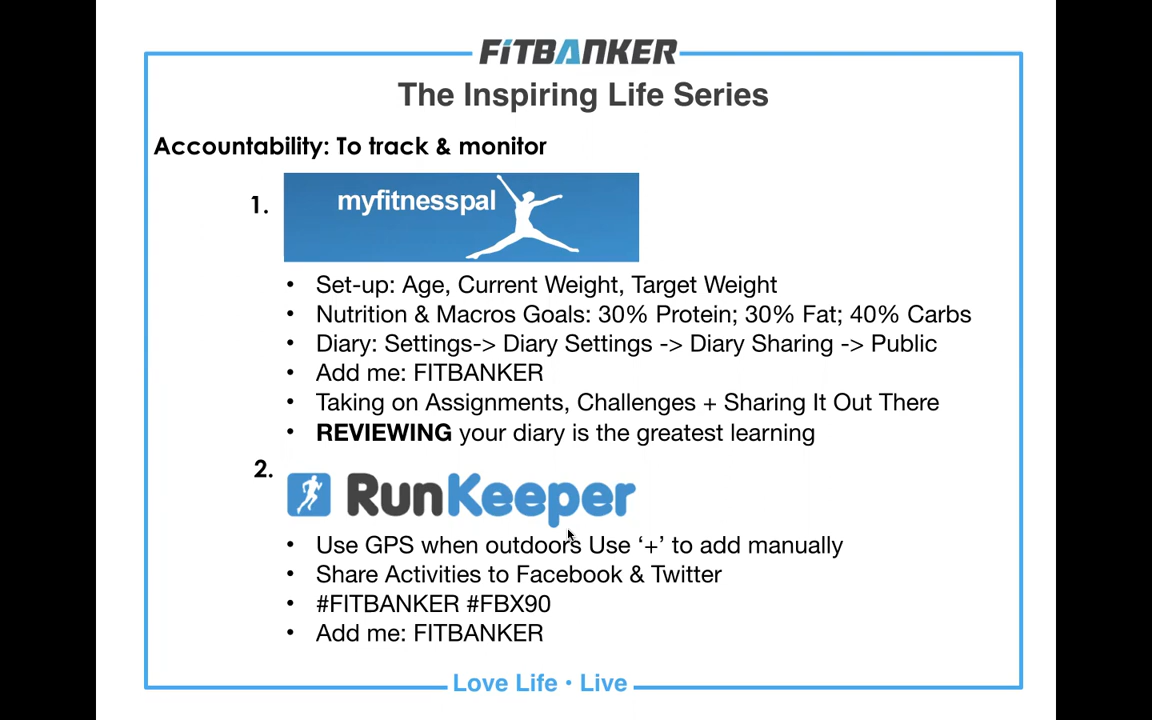 FiTBANKER
The Inspiring Life Series
Accountability: To track & monitor
1.
myfitnesspal
• Set-up: Age, Current Weight, Target Weight
• Nutrition & Macros Goals: 30% Protein; 30% Fat; 40% Carbs
• Diary: Settings-> Diary Settings -> Diary Sharing -> Public
• Add me: FITBANKER
• Taking on Assignments, Challenges + Sharing It Out There
• REVIEWING your diary is the greatest learning
2.
RunKeeper
• Use GPS when outdoors Use ‘+’ to add manually
• Share Activities to Facebook & Twitter
• #FITBANKER #FBX90
• Add me: FITBANKER
Love Life • Live